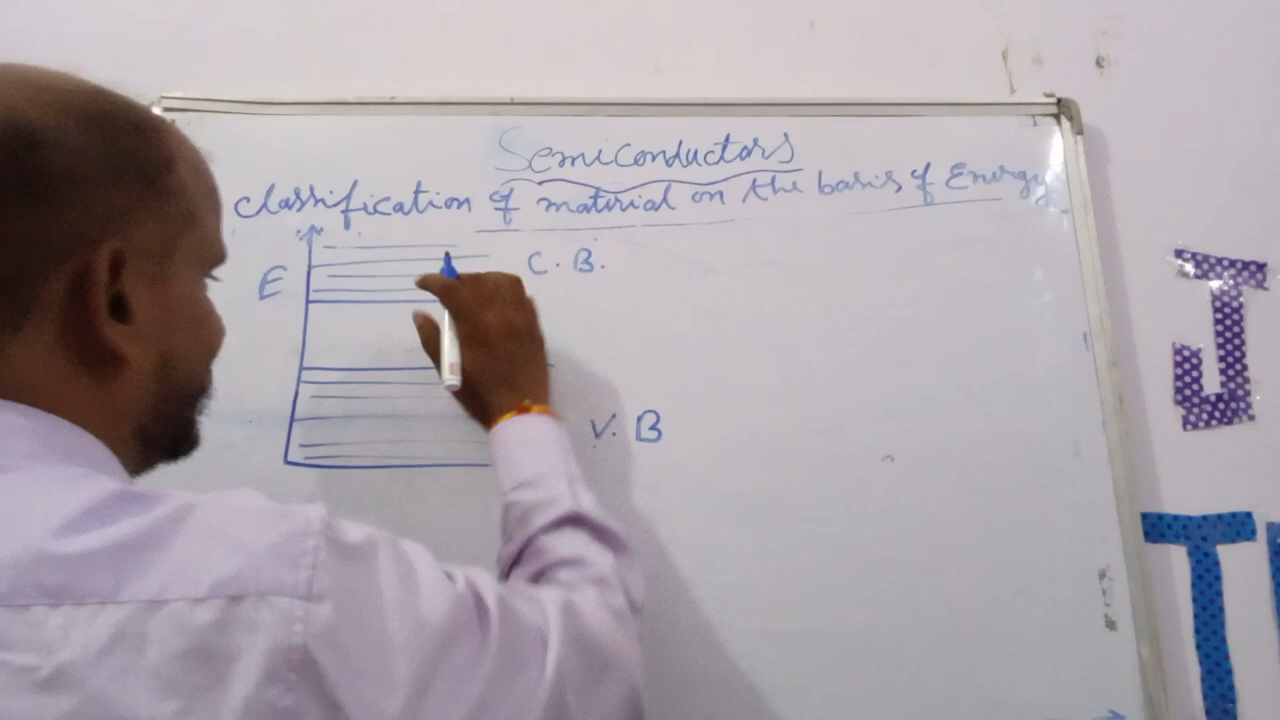 Semiconductors
classification of material on the basis of Energy
E
C. B.
V. B
J
T